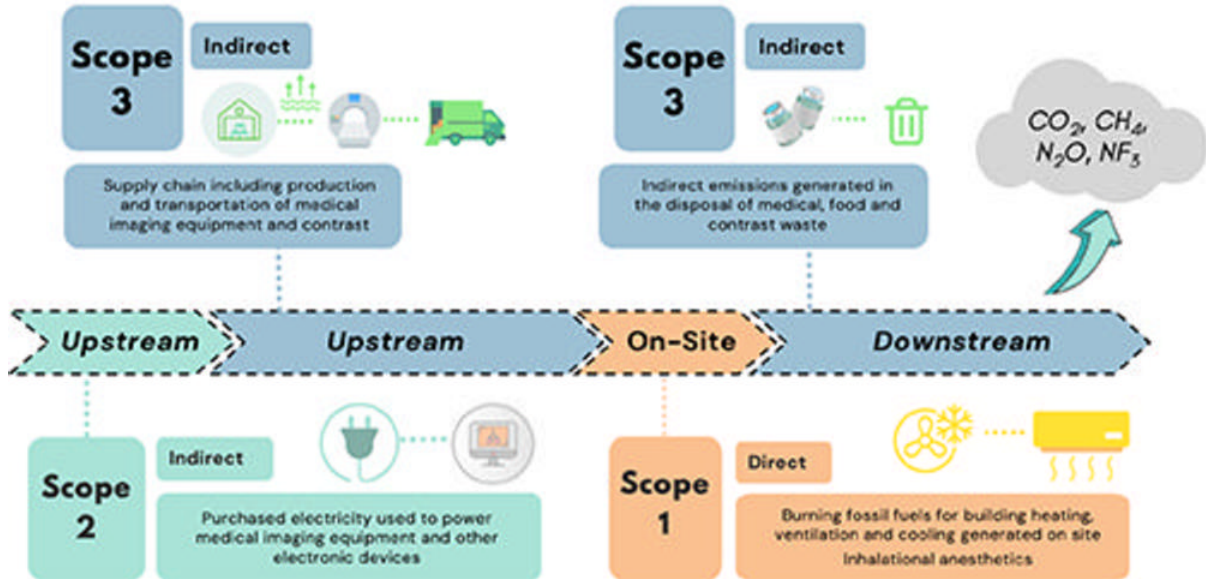 Scope
3
Indirect
Supply chain including production
and transportation of medical
imaging equipment and contrast
Scope
3
Indirect
Indirect emissions generated in
the disposal of medical, food and
contrast waste
CO₂, CH₄,
N₂O, NF₃
Upstream
Upstream
On-Site
Downstream
Scope
2
Indirect
Purchased electricity used to power
medical imaging equipment and other
electronic devices
Scope
1
Direct
Burning fossil fuels for building heating,
ventilation and cooling generated on site
Inhalational anesthetics